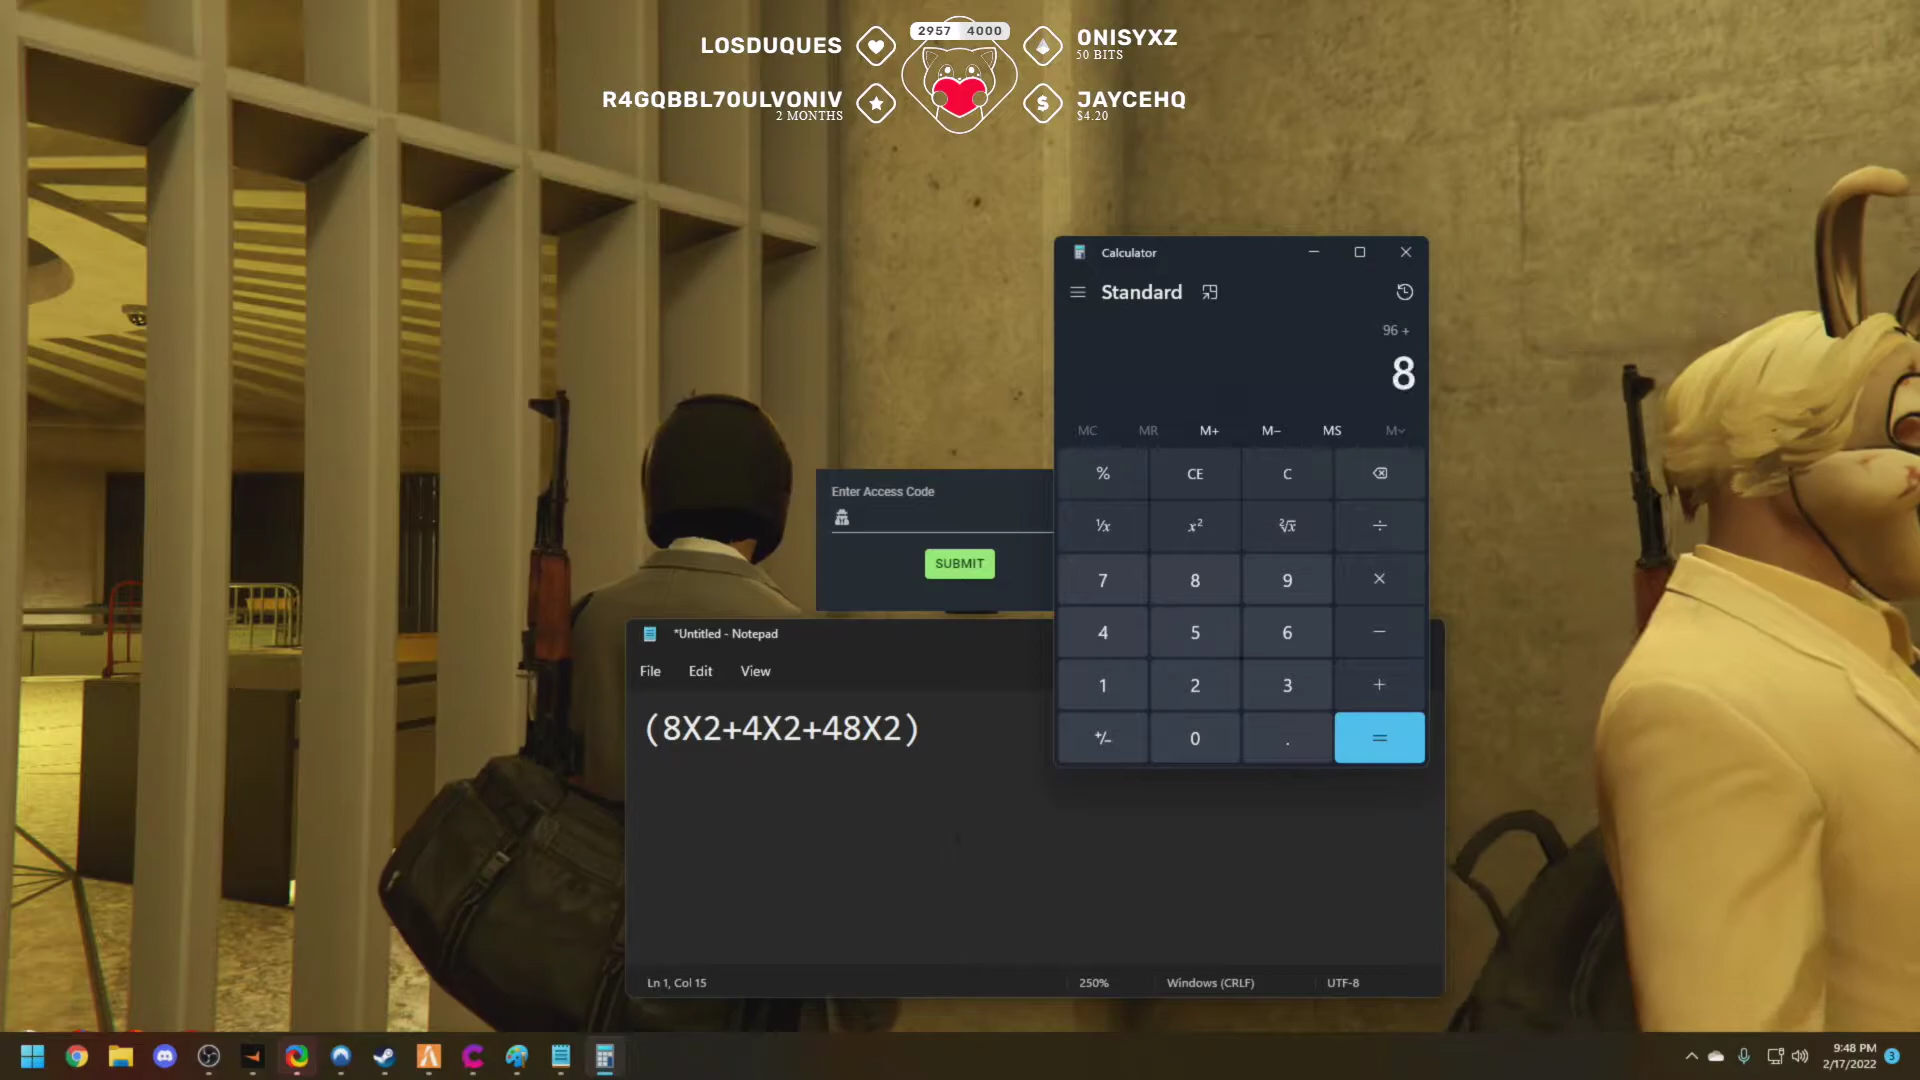 LOSDUQUES
2957 4000
0NISYXZ
50 BITS
R4GQBBL70ULV0NIV
2 MONTHS
$
JAYCEHQ
$4.20
Calculator
Standard
96 +
8
MC MR M+ M− MS M
% CE C
¹/x x² ²√x ÷
7 8 9 ×
4 5 6 −
1 2 3 +
+/− 0 . =
Enter Access Code
SUBMIT
*Untitled - Notepad
File Edit View
(8X2+4X2+48X2)
Ln 1, Col 15
250%
Windows (CRLF)
UTF-8
9:48 PM
2/17/2022
3